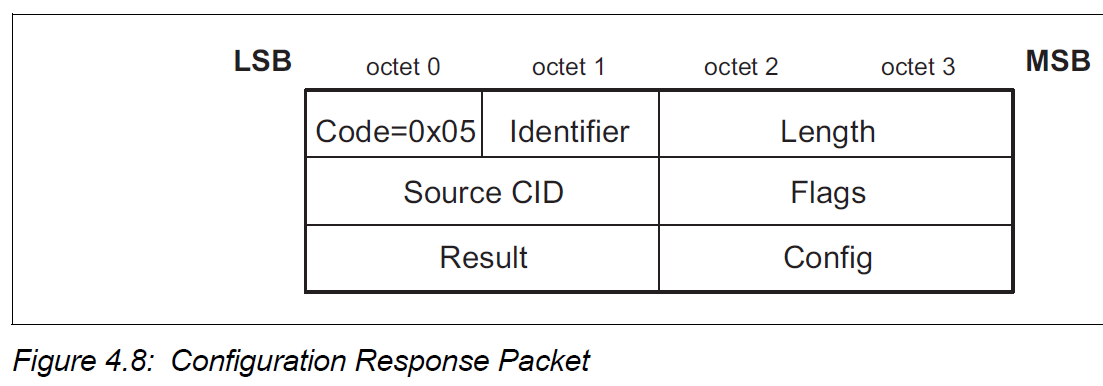 LSB octet 0 octet 1 octet 2 octet 3 MSB
Code=0x05 Identifier Length
Source CID Flags
Result Config
Figure 4.8: Configuration Response Packet